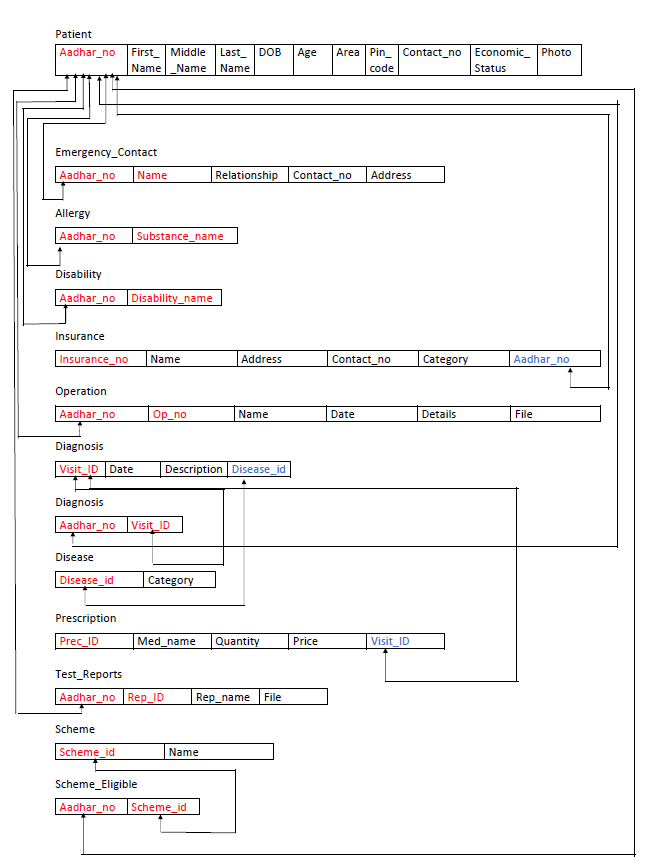 Patient
Aadhar_no First_ Middle Last_ DOB Age Area Pin_ Contact_no Economic_ Photo
Name _Name Name code Status
Emergency_Contact
Aadhar_no Name Relationship Contact_no Address
Allergy
Aadhar_no Substance_name
Disability
Aadhar_no Disability_name
Insurance
Insurance_no Name Address Contact_no Category Aadhar_no
Operation
Aadhar_no Op_no Name Date Details File
Diagnosis
Visit_ID Date Description Disease_id
Diagnosis
Aadhar_no Visit_ID
Disease
Disease_id Category
Prescription
Prec_ID Med_name Quantity Price Visit_ID
Test_Reports
Aadhar_no Rep_ID Rep_name File
Scheme
Scheme_id Name
Scheme_Eligible
Aadhar_no Scheme_id